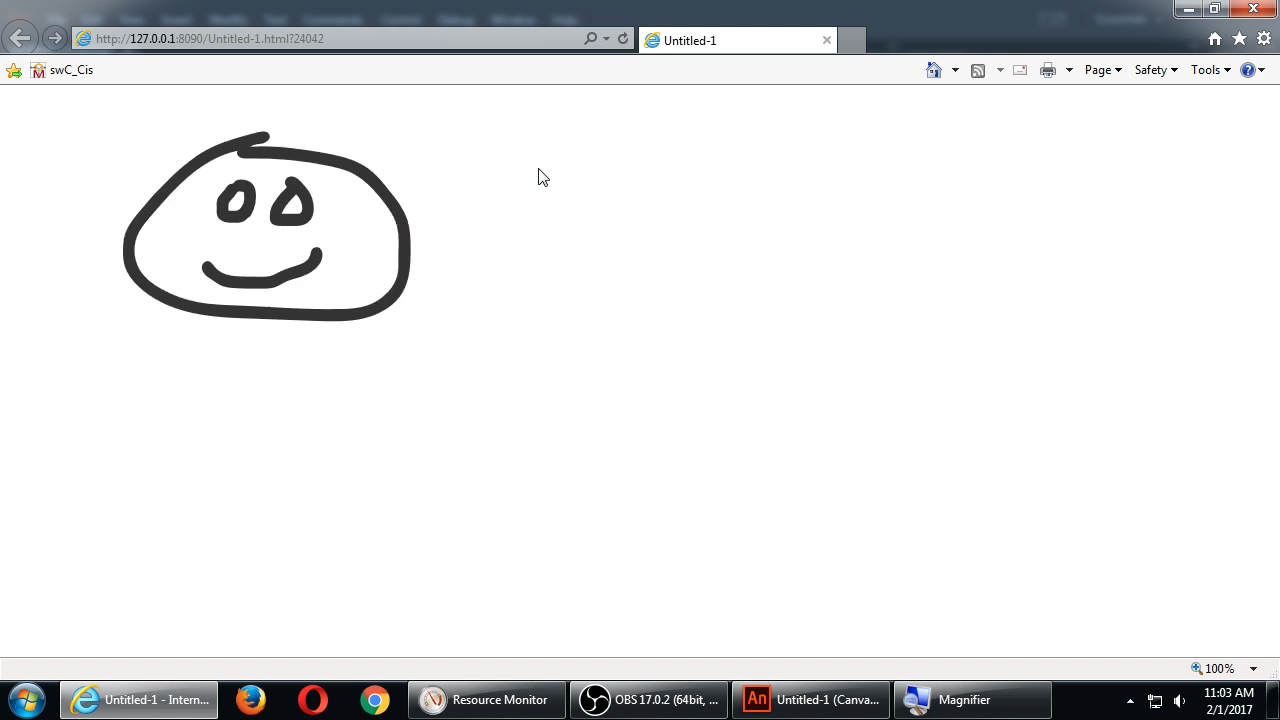 http://127.0.0.1:8090/Untitled-1.html?24042
Untitled-1
swC_Cis
Page
Safety
Tools
100%
Untitled-1 - Intern...
Resource Monitor
OBS 17.0.2 (64bit, ...
An
Untitled-1 (Canva...
Magnifier
11:03 AM
2/1/2017